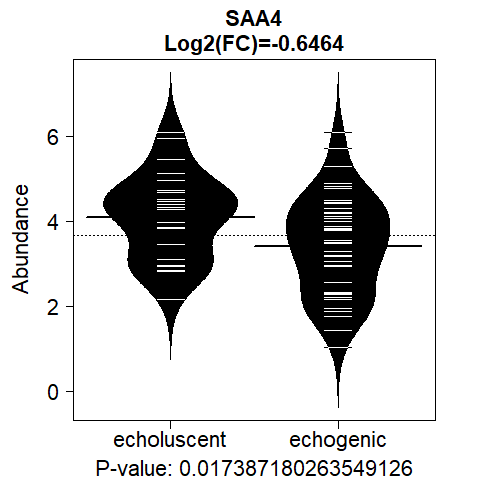 SAA4
Log2(FC)=-0.6464
Abundance
6
4
2
0
echoluscent echogenic
P-value: 0.017387180263549126